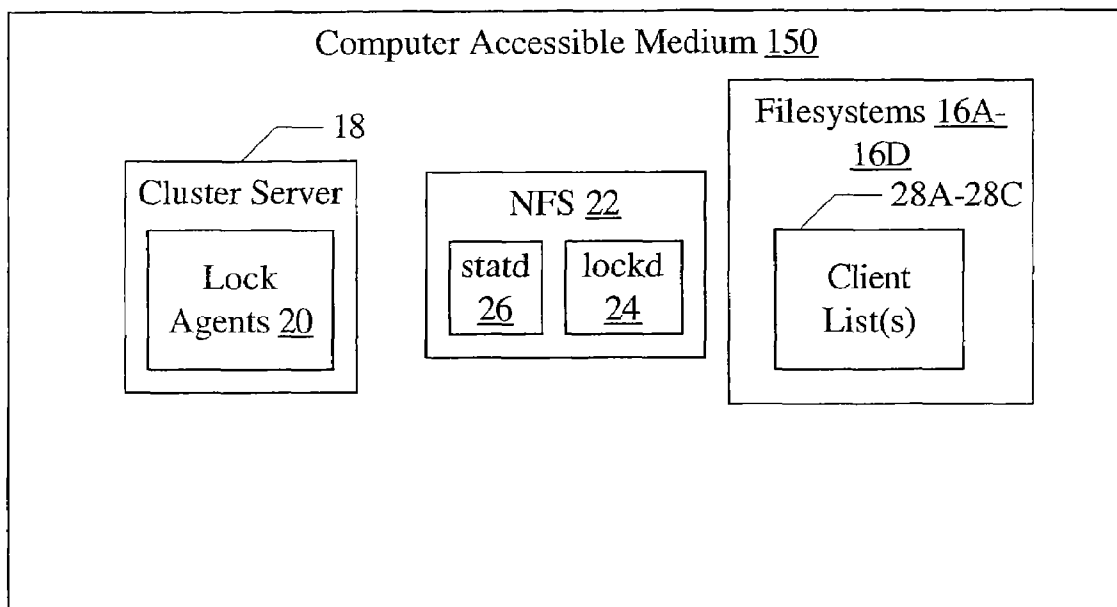 Computer Accessible Medium 150
18
Cluster Server
Lock
Agents 20
NFS 22
statd
26
lockd
24
Filesystems 16A-
16D
28A-28C
Client
List(s)